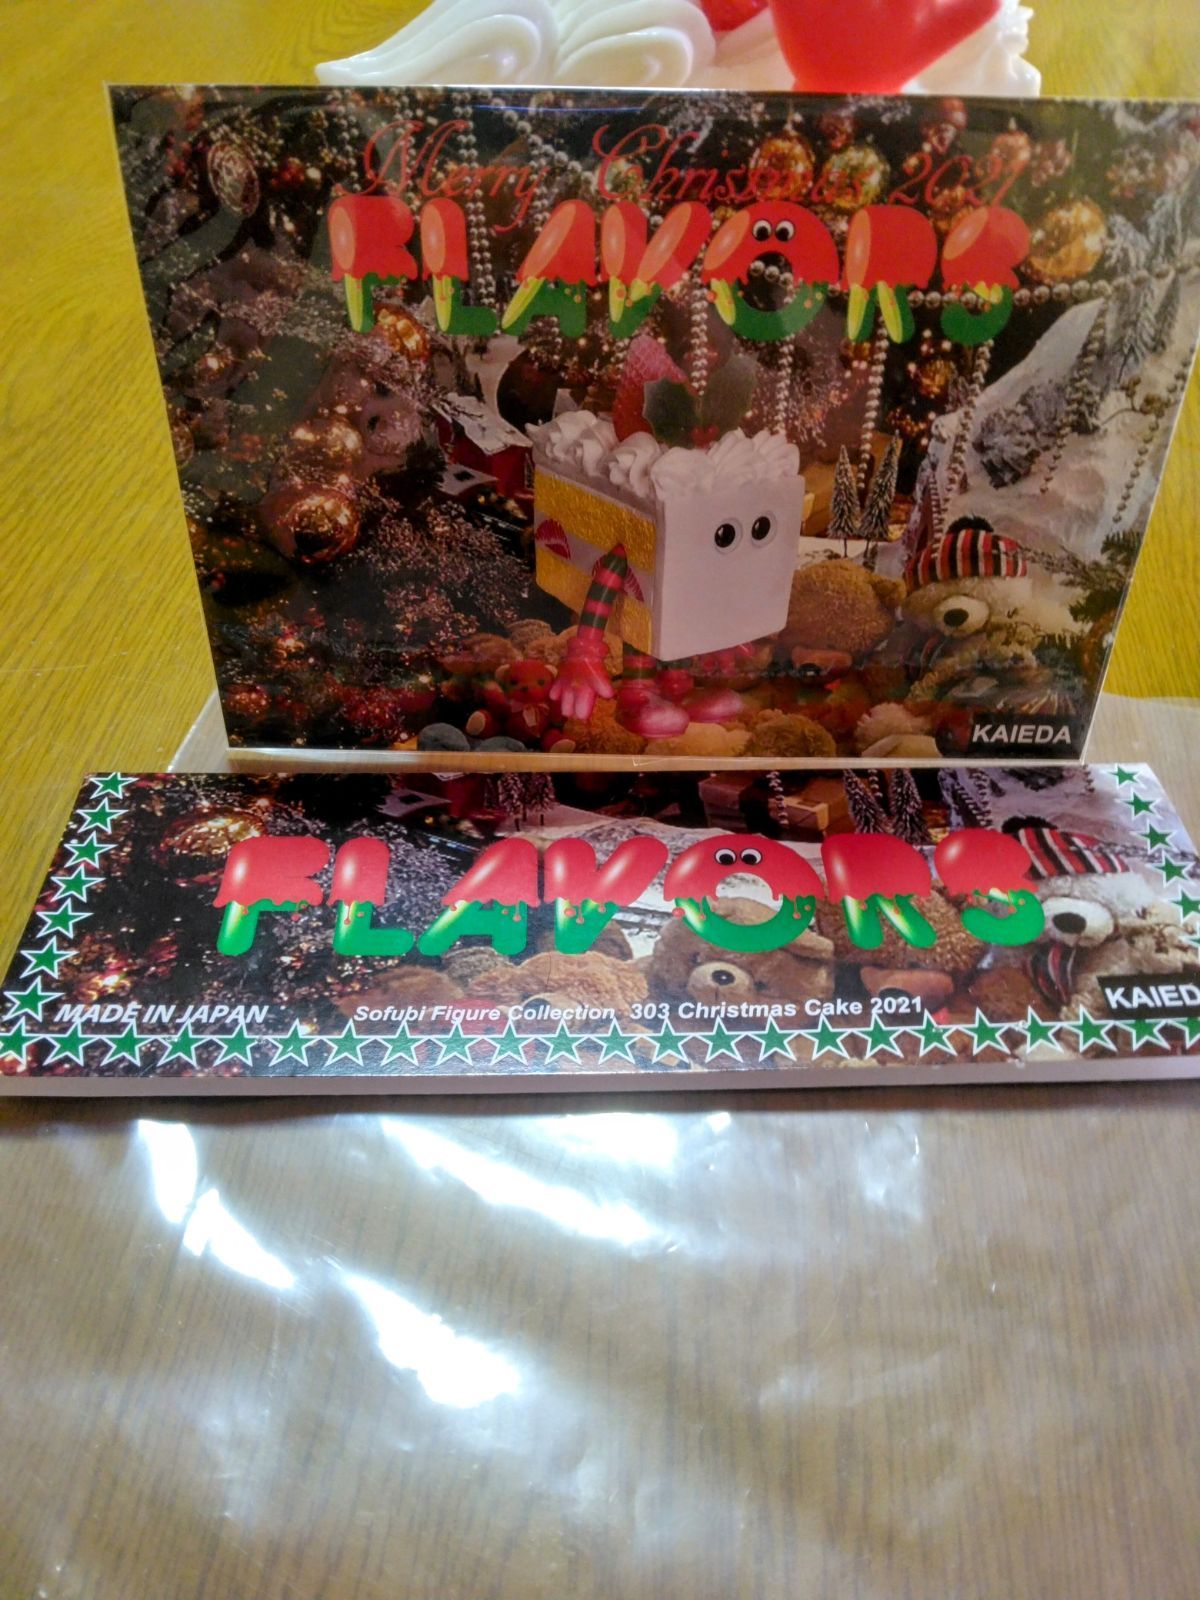 Merry Christmas 2021
FLAVORS
KAIEDA
FLAVORS
MADE IN JAPAN
Sofubi Figure Collection 303 Christmas Cake 2021
KAIED